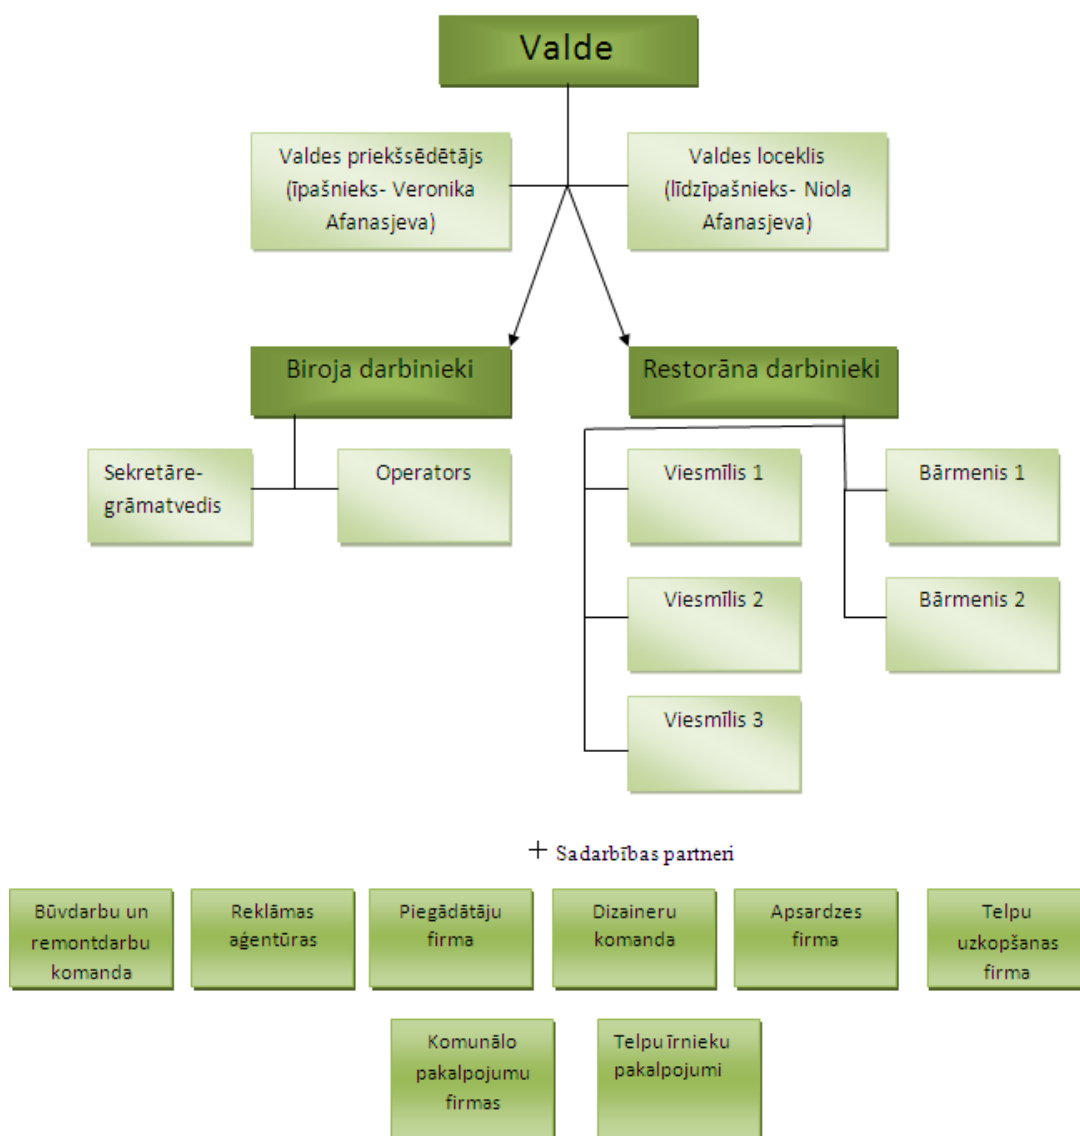 Valde
Valdes priekšsēdētājs
(īpašnieks- Veronika
Afanasjeva)
Valdes loceklis
(līdzīpašnieks- Niola
Afanasjeva)
Biroja darbinieki
Restorāna darbinieki
Sekretāre-
grāmatvedis
Operators
Viesmīlis 1
Bārmenis 1
Viesmīlis 2
Bārmenis 2
Viesmīlis 3
+ Sadarbības partneri
Būvdarbu un
remontdarbu
komanda
Reklāmas
aģentūras
Piegādātāju
firma
Dizaineru
komanda
Apsardzes
firma
Telpu
uzkopšanas
firma
Komunālo
pakalpojumu
firmas
Telpu īrnieku
pakalpojumi